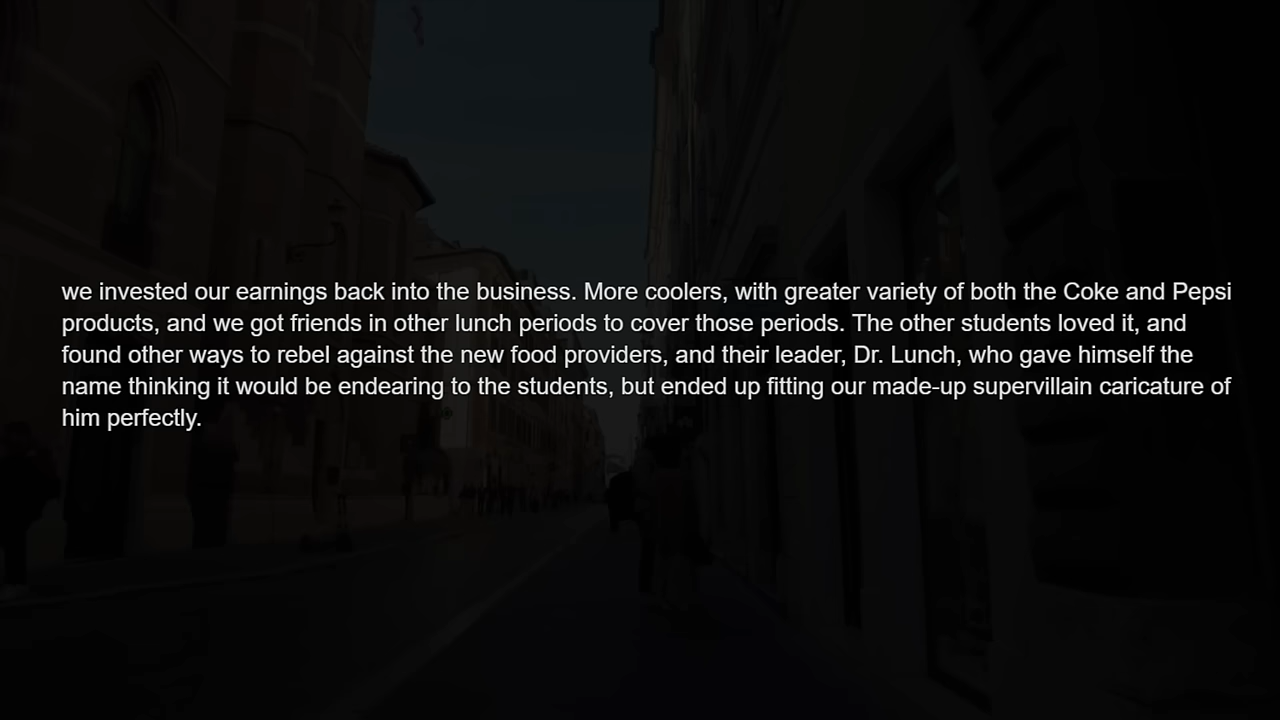 we invested our earnings back into the business. More coolers, with greater variety of both the Coke and Pepsi
products, and we got friends in other lunch periods to cover those periods. The other students loved it, and
found other ways to rebel against the new food providers, and their leader, Dr. Lunch, who gave himself the
name thinking it would be endearing to the students, but ended up fitting our made-up supervillain caricature of
him perfectly.